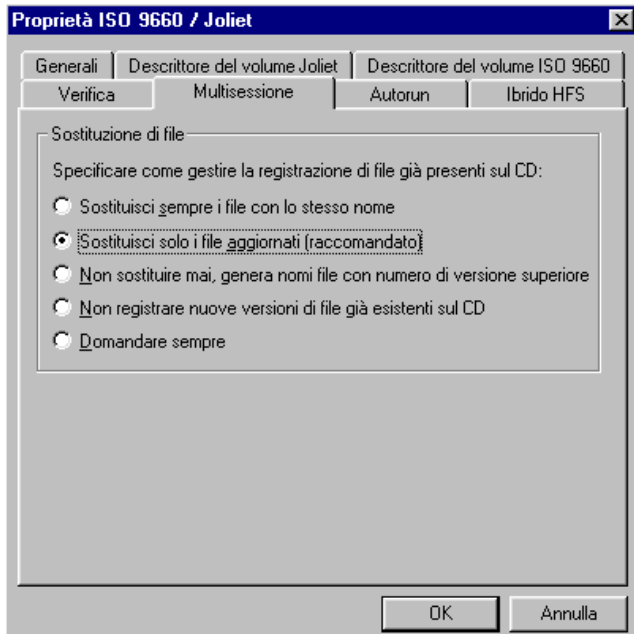 Proprietà ISO 9660 / Joliet
Generali
Descrittore del volume Joliet
Descrittore del volume ISO 9660
Verifica
Multisessione
Autorun
Ibrido HFS
Sostituzione di file
Specificare come gestire la registrazione di file già presenti sul CD:
Sostituisci sempre i file con lo stesso nome
Sostituisci solo i file aggiornati (raccomandato)
Non sostituire mai, genera nomi file con numero di versione superiore
Non registrare nuove versioni di file già esistenti sul CD
Domandare sempre
OK
Annulla